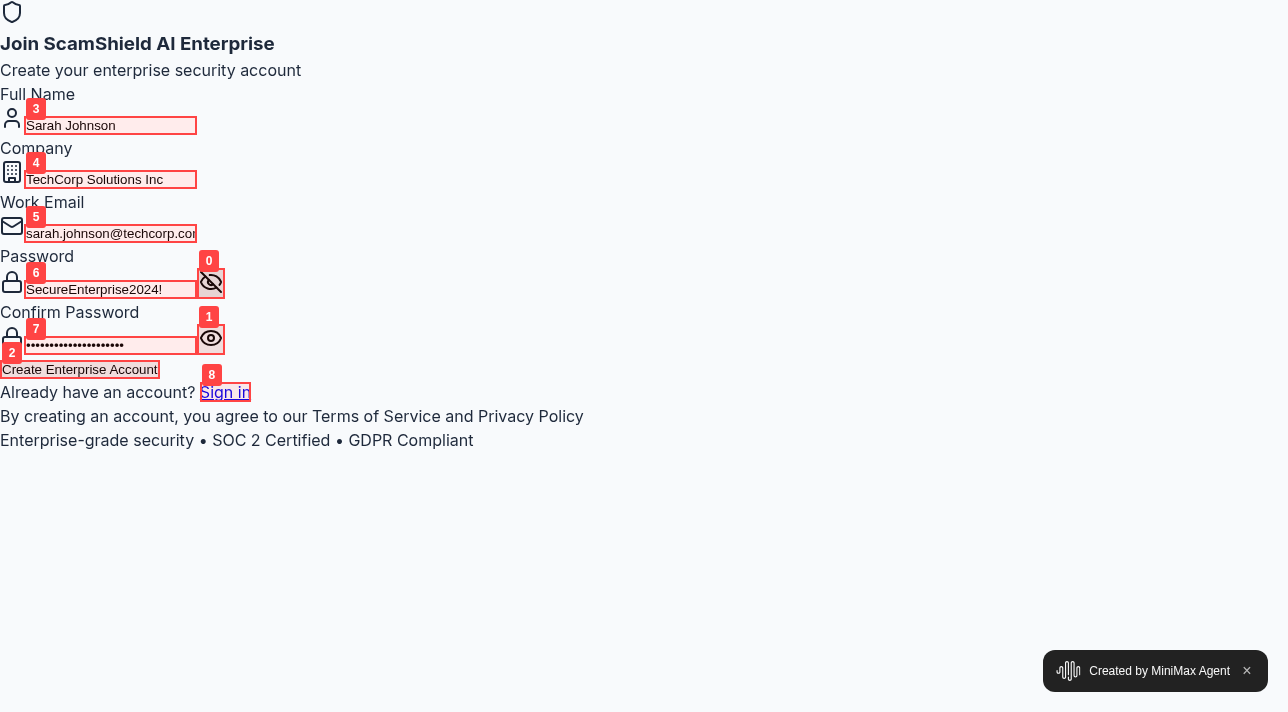 Join ScamShield AI Enterprise
Create your enterprise security account
Full Name
3
Sarah Johnson
Company
4
TechCorp Solutions Inc
Work Email
5
sarah.johnson@techcorp.cor
Password
0
6
SecureEnterprise2024!
Confirm Password
1
7
••••••••••••••••••••
2
Create Enterprise Account
8
Already have an account? Sign in
By creating an account, you agree to our Terms of Service and Privacy Policy
Enterprise-grade security • SOC 2 Certified • GDPR Compliant
Created by MiniMax Agent ×